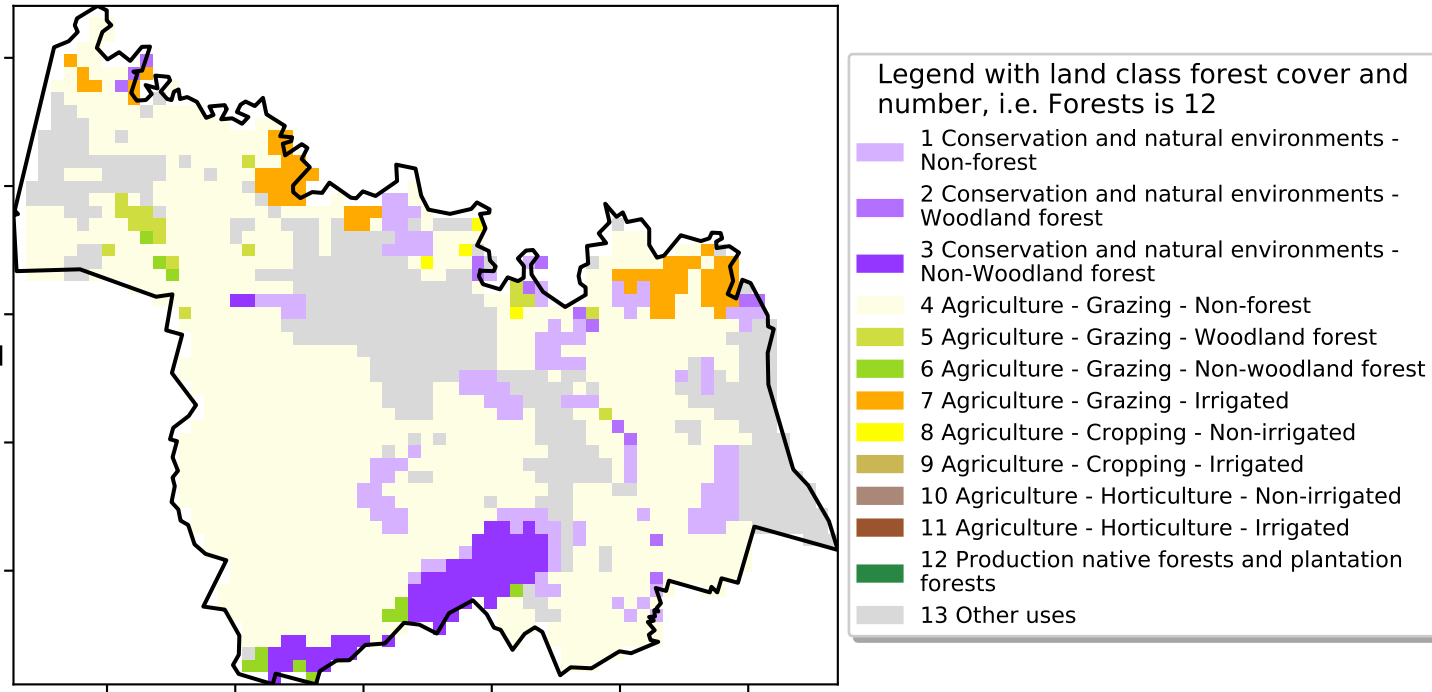 Legend with land class forest cover and
number, i.e. Forests is 12
1 Conservation and natural environments -
Non-forest
2 Conservation and natural environments -
Woodland forest
3 Conservation and natural environments -
Non-Woodland forest
4 Agriculture - Grazing - Non-forest
5 Agriculture - Grazing - Woodland forest
6 Agriculture - Grazing - Non-woodland forest
7 Agriculture - Grazing - Irrigated
8 Agriculture - Cropping - Non-irrigated
9 Agriculture - Cropping - Irrigated
10 Agriculture - Horticulture - Non-irrigated
11 Agriculture - Horticulture - Irrigated
12 Production native forests and plantation
forests
13 Other uses